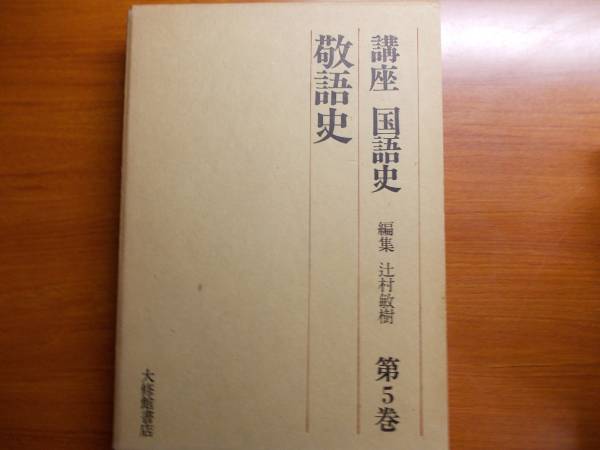 講座 国語史
編集 辻村敏樹
第5巻
敬語史
大修館書店